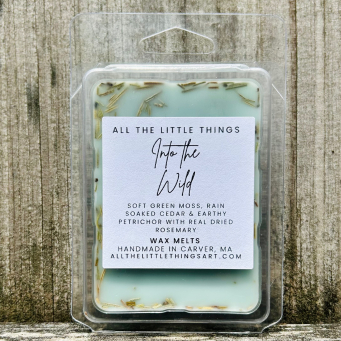 ALL THE LITTLE THINGS
Into the
Wild
SOFT GREEN MOSS, RAIN
SOAKED CEDAR & EARTHY
PETRICHOR WITH REAL DRIED
ROSEMARY
WAX MELTS
HANDMADE IN CARVER, MA
ALLTHELITTLETHINGSART.COM